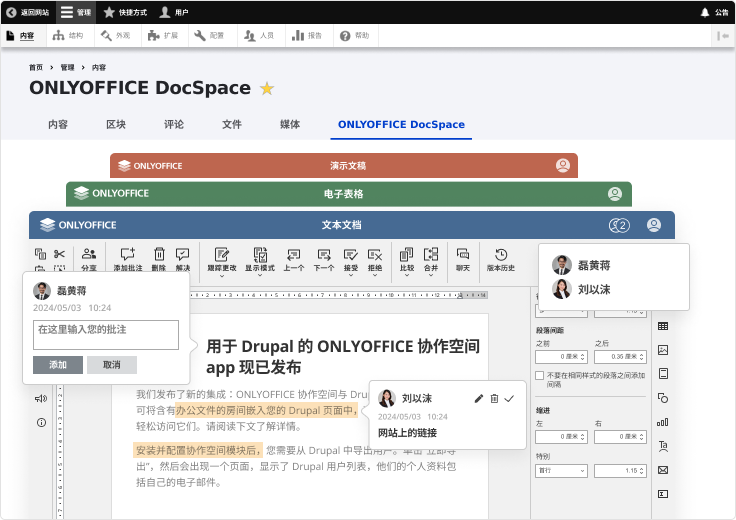 返回网站 管理 快捷方式 用户 公告
内容 结构 外观 扩展 配置 人员 报告 帮助
首页 > 管理 > 内容
ONLYOFFICE DocSpace
内容 区块 评论 文件 媒体 ONLYOFFICE DocSpace
ONLYOFFICE 演示文稿
ONLYOFFICE 电子表格
ONLYOFFICE 文本文档 2
分享 添加批注 删除 解决 跟踪更改 显示模式 上一个 下一个 接受 拒绝 比较 合并 聊天 版本历史
磊黄蒋
刘以洡
磊黄蒋
2024/05/03 10:24
在这里输入您的批注
添加 取消
用于 Drupal 的 ONLYOFFICE 协作空间
app 现已发布
我们发布了新的集成：ONLYOFFICE 协作空间与
可将含有办公文件的房间嵌入您的 Drupal 页面中，
轻松访问它们。请阅读下文了解详情。
安装并配置协作空间模块后，您需要从 Drupal 中导出用户。单击"立即导
出"，然后会出现一个页面，显示了 Drupal 用户列表，他们的个人资料包
括自己的电子邮件。
刘以洡
2024/05/03 10:24
网站上的链接
段落间距
之前 之后
0 厘米 0.35 厘米
不要在相同样式的段落之间添加
间隔
缩进
左 右
0 厘米 0 厘米
特别
首行 1.15